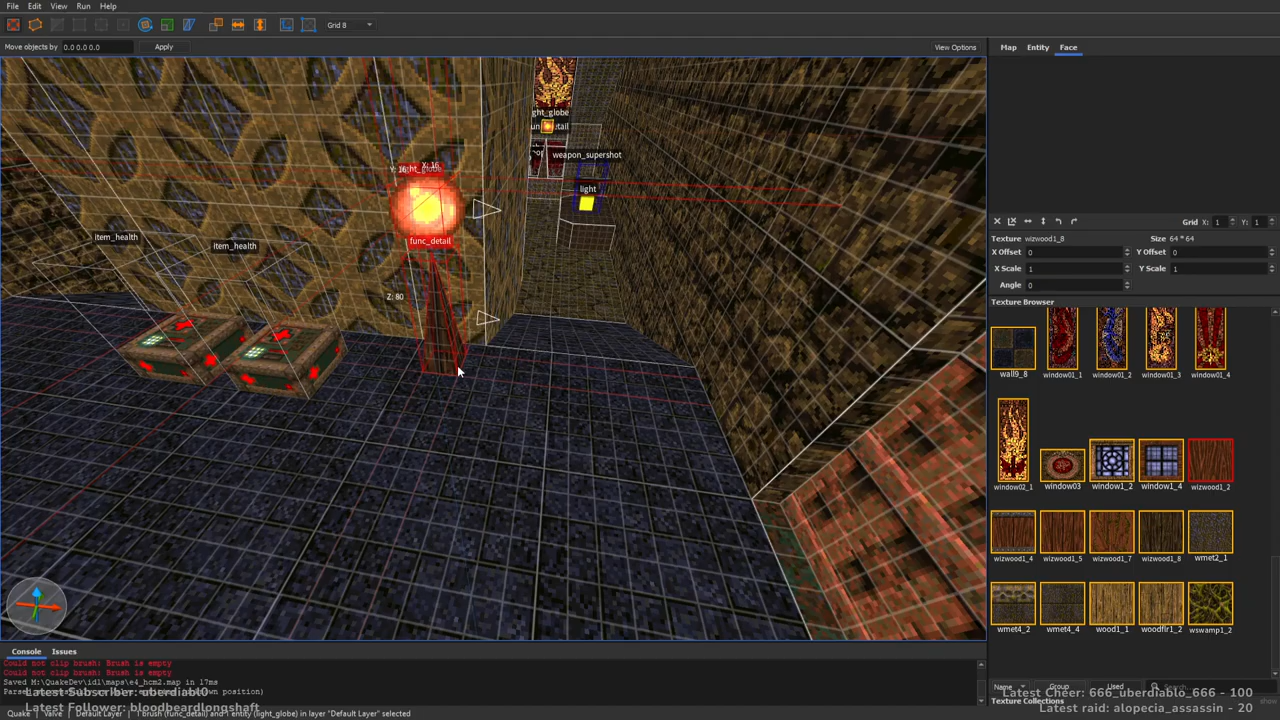 File Edit View Run Help
Grid 8
Move objects by 0.0 0.0 0.0 Apply View Options
Map Entity Face
light_globe
weapon_supershot
light
X: 16
func_detail
item_health
item_health
Z: 80
Grid X: 1 Y: 1
Texture wizwood1_8 Size 64 * 64
X Offset 0 Y Offset 0
X Scale 1 Y Scale 1
Angle 0
Texture Browser
wall9_8 window01_1 window01_2 window01_3 window01_4
window02_1 window03 window1_2 window1_4 wizwood1_2
wizwood1_4 wizwood1_5 wizwood1_7 wizwood1_8 wmet2_1
wmet4_2 wmet4_4 wood1_1 woodflr1_2 wswamp1_2
Name Group Used Search...
Texture Collections
Console Issues
Could not clip brush: Brush is empty
Could not clip brush: Brush is empty
Saved M:\QuakeDev\id1\maps\e4_hcm2.map in 17ms
Latest Subscriber: uberdiabl0
Latest Follower: bloodbeardlongshaft
Latest Cheer: 666_uberdiablo_666 - 100
Latest raid: alopecia_assassin - 20
Quake Valve Default Layer 1 brush (func_detail) and 1 entity (light_globe) in layer "Default Layer" selected